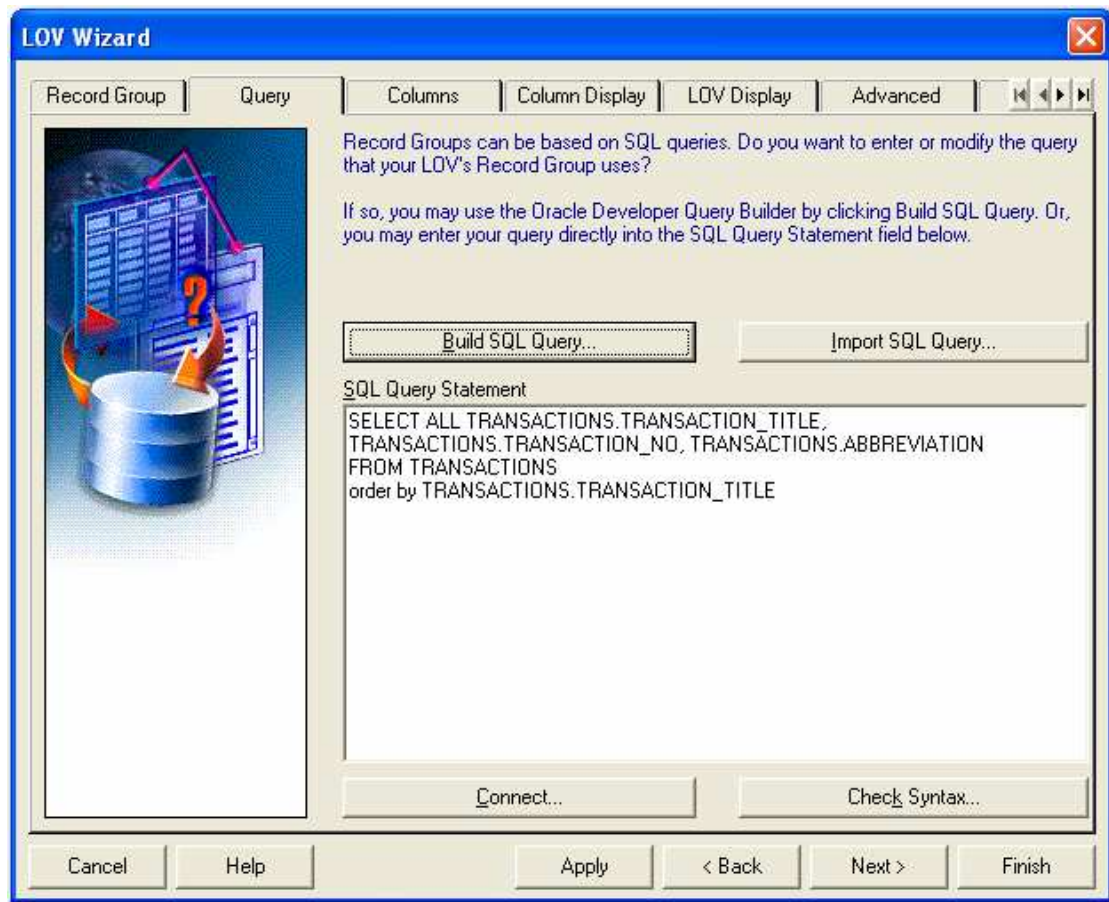 LOV Wizard
Record Group Query Columns Column Display LOV Display Advanced
Record Groups can be based on SQL queries. Do you want to enter or modify the query
that your LOV's Record Group uses?
If so, you may use the Oracle Developer Query Builder by clicking Build SQL Query. Or,
you may enter your query directly into the SQL Query Statement field below.
Build SQL Query... Import SQL Query...
SQL Query Statement
SELECT ALL TRANSACTIONS.TRANSACTION_TITLE,
TRANSACTIONS.TRANSACTION_NO, TRANSACTIONS.ABBREVIATION
FROM TRANSACTIONS
order by TRANSACTIONS.TRANSACTION_TITLE
Connect... Check Syntax...
Cancel Help Apply < Back Next > Finish